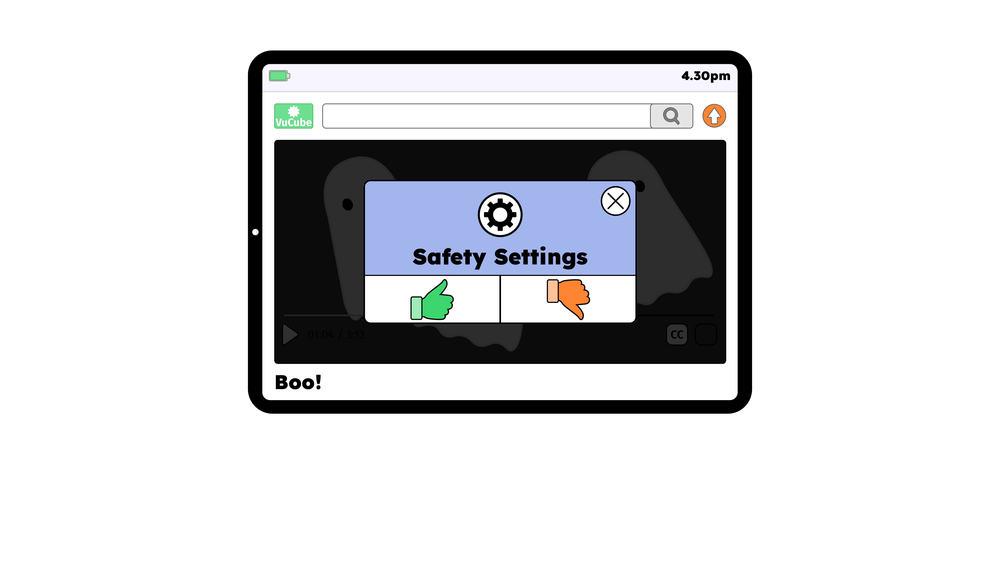 4.30pm
VuCube
Safety Settings
01:04 / 3:13
CC
Boo!